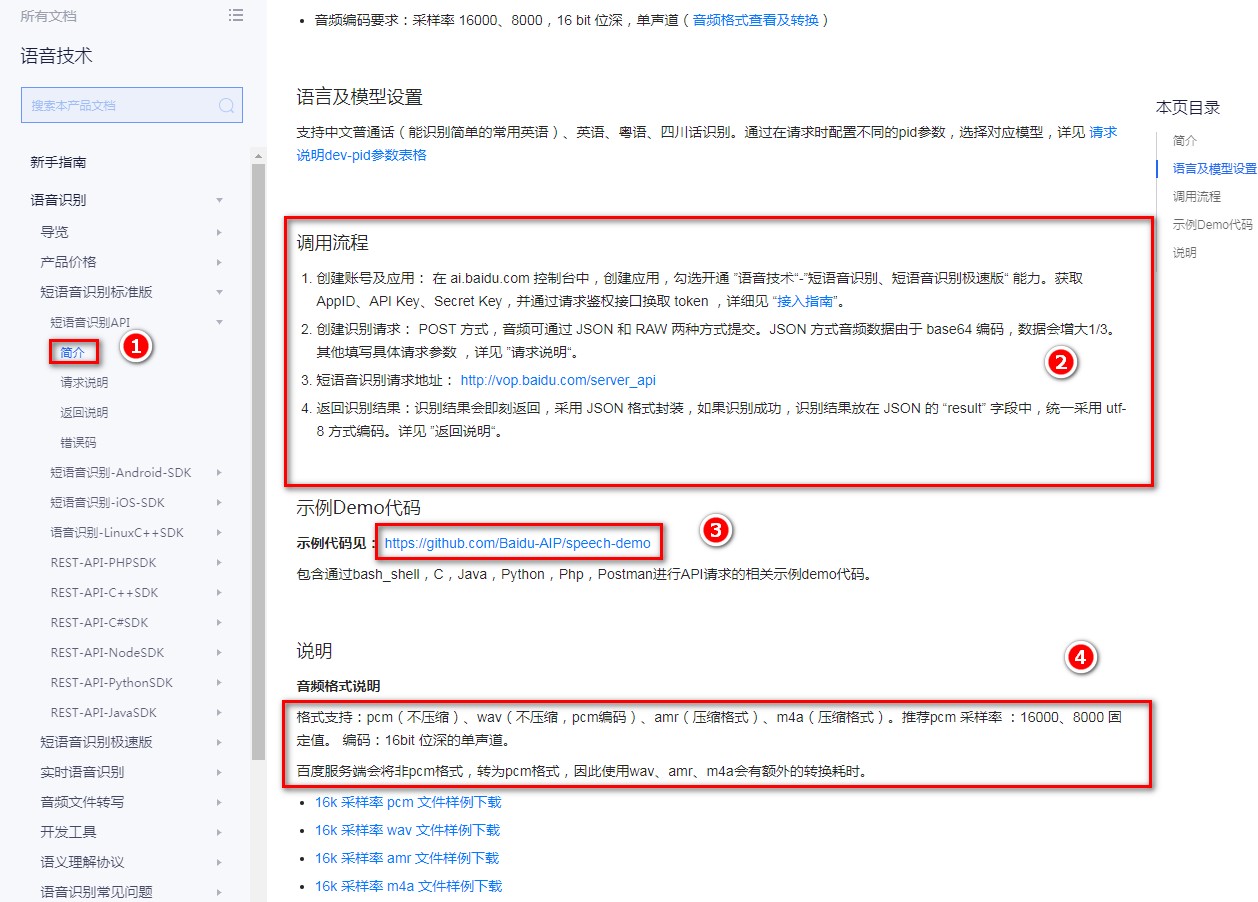 所有文档
语音技术
搜索本产品文档
新手指南
语音识别
导览
产品价格
短语音识别标准版
短语音识别API
简介
1
请求说明
返回说明
错误码
短语音识别-Android-SDK
短语音识别-iOS-SDK
语音识别-LinuxC++SDK
REST-API-PHPSDK
REST-API-C++SDK
REST-API-C#SDK
REST-API-NodeSDK
REST-API-PythonSDK
REST-API-JavaSDK
短语音识别极速版
实时语音识别
音频文件转写
开发工具
语义理解协议
语音识别常见问题
• 音频编码要求：采样率 16000、8000，16 bit 位深，单声道（音频格式查看及转换）
语言及模型设置
支持中文普通话（能识别简单的常用英语）、英语、粤语、四川话识别。通过在请求时配置不同的pid参数，选择对应模型，详见 请求
说明dev-pid参数表格
调用流程
1. 创建账号及应用： 在 ai.baidu.com 控制台中，创建应用，勾选开通 ”语音技术“-”短语音识别、短语音识别极速版“ 能力。获取
AppID、API Key、Secret Key，并通过请求鉴权接口换取 token ，详细见 “接入指南”。
2. 创建识别请求： POST 方式，音频可通过 JSON 和 RAW 两种方式提交。JSON 方式音频数据由于 base64 编码，数据会增大1/3。
其他填写具体请求参数 ，详见 ”请求说明“。
2
3. 短语音识别请求地址： http://vop.baidu.com/server_api
4. 返回识别结果：识别结果会即刻返回，采用 JSON 格式封装，如果识别成功，识别结果放在 JSON 的 “result” 字段中，统一采用 utf-
8 方式编码。详见 ”返回说明“。
示例Demo代码
示例代码见：https://github.com/Baidu-AIP/speech-demo
3
包含通过bash_shell，C，Java，Python，Php，Postman进行API请求的相关示例demo代码。
说明
4
音频格式说明
格式支持：pcm（不压缩）、wav（不压缩，pcm编码）、amr（压缩格式）、m4a（压缩格式）。推荐pcm 采样率 ：16000、8000 固
定值。 编码：16bit 位深的单声道。
百度服务端会将非pcm格式，转为pcm格式，因此使用wav、amr、m4a会有额外的转换耗时。
• 16k 采样率 pcm 文件样例下载
• 16k 采样率 wav 文件样例下载
• 16k 采样率 amr 文件样例下载
• 16k 采样率 m4a 文件样例下载
本页目录
简介
语言及模型设置
调用流程
示例Demo代码
说明